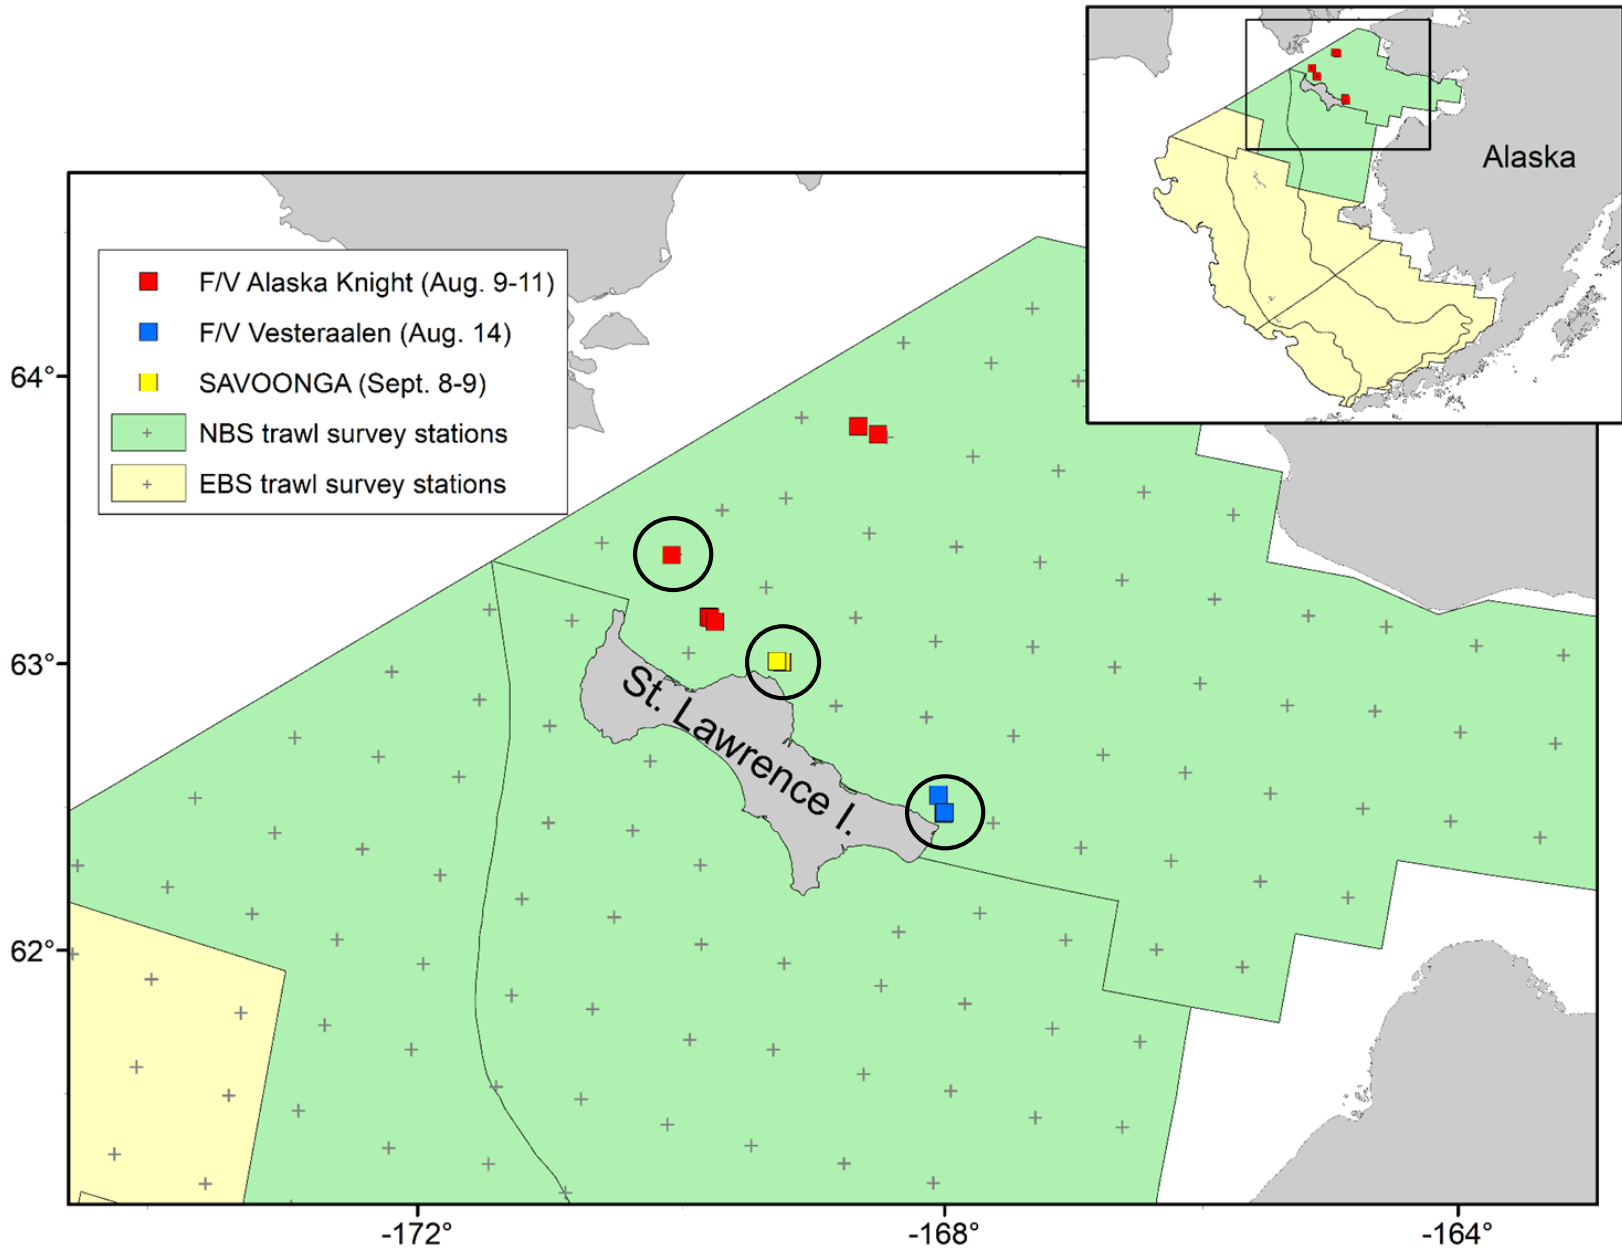 Alaska
F/V Alaska Knight (Aug. 9-11)
F/V Vesteraalen (Aug. 14)
SAVOONGA (Sept. 8-9)
NBS trawl survey stations
EBS trawl survey stations
64°
63°
62°
St. Lawrence I.
-172°
-168°
-164°